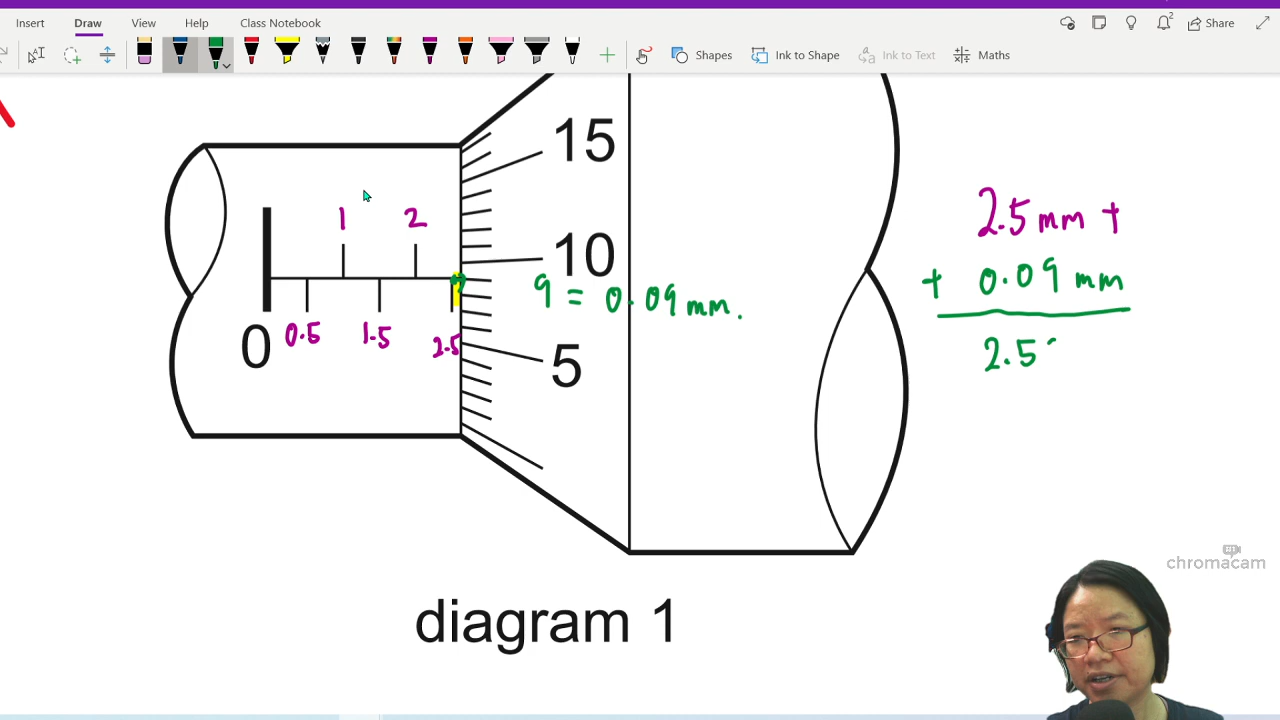 Insert Draw View Help Class Notebook
2 Share
Shapes Ink to Shape Ink to Text Maths
15
2.5 mm +
1 2
10
+ 0.09 mm
9 = 0.09 mm.
0 0.5 1.5 2.5
2.5
5
chromacam
diagram 1